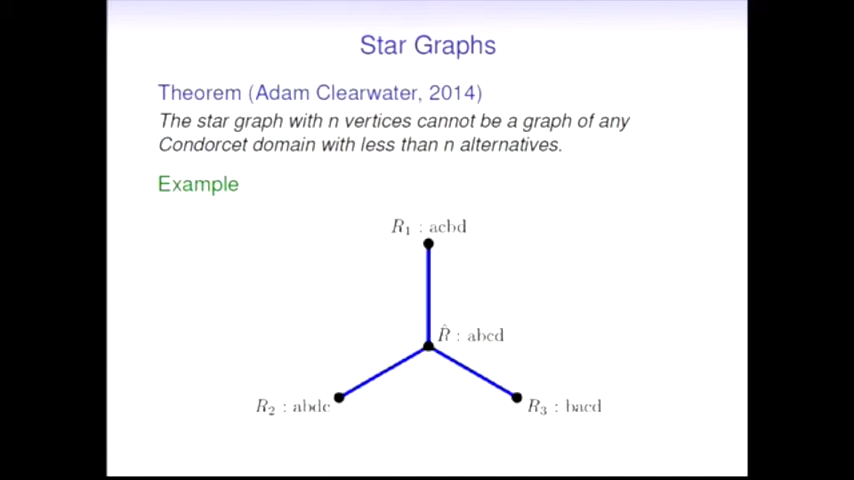 Star Graphs
Theorem (Adam Clearwater, 2014)
The star graph with n vertices cannot be a graph of any
Condorcet domain with less than n alternatives.
Example
R₁ : acbd
R̂ : abcd
R₂ : abdc
R₃ : bacd